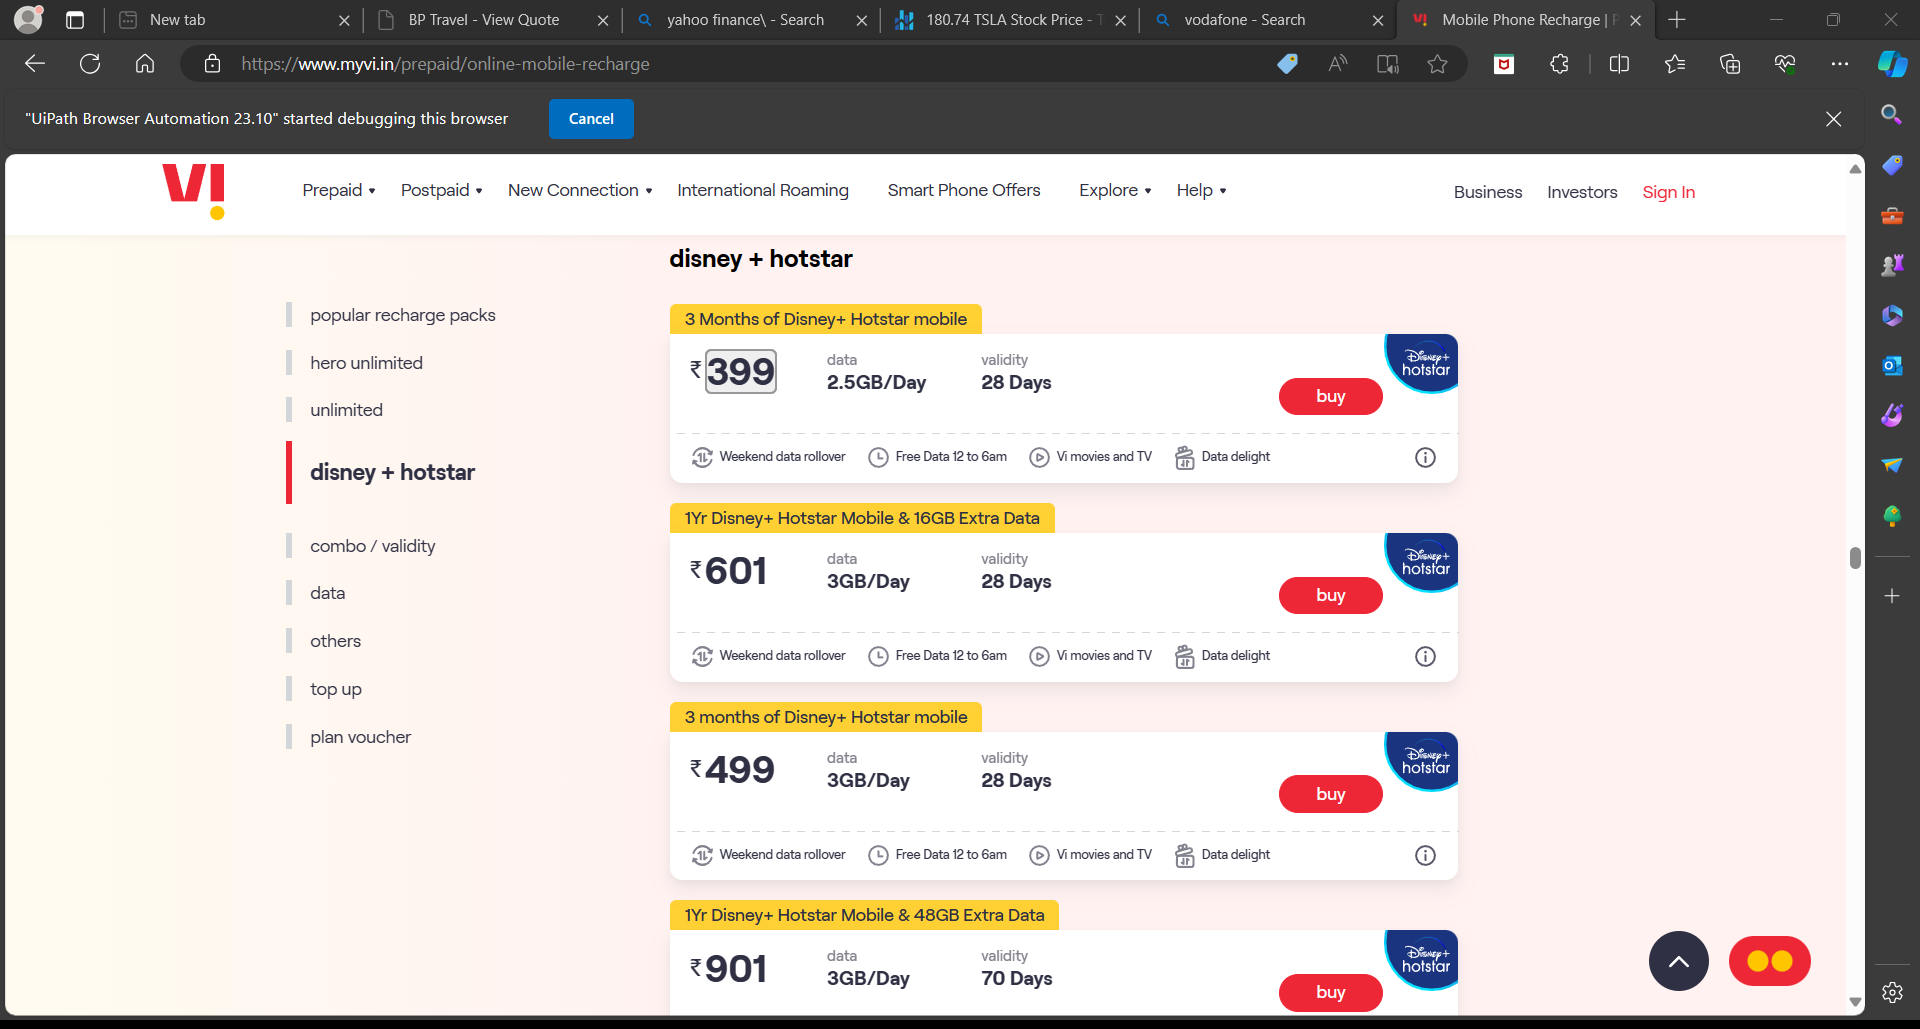 New tab
BP Travel - View Quote
yahoo finance\ - Search
180.74 TSLA Stock Price - T
vodafone - Search
Mobile Phone Recharge | P
https://www.myvi.in/prepaid/online-mobile-recharge
"UiPath Browser Automation 23.10" started debugging this browser
Cancel
VI
Prepaid
Postpaid
New Connection
International Roaming
Smart Phone Offers
Explore
Help
Business
Investors
Sign In
popular recharge packs
hero unlimited
unlimited
disney + hotstar
combo / validity
data
others
top up
plan voucher
disney + hotstar
3 Months of Disney+ Hotstar mobile
₹399
data
2.5GB/Day
validity
28 Days
buy
Disney+
hotstar
Weekend data rollover
Free Data 12 to 6am
Vi movies and TV
Data delight
1Yr Disney+ Hotstar Mobile & 16GB Extra Data
₹601
data
3GB/Day
validity
28 Days
buy
Disney+
hotstar
Weekend data rollover
Free Data 12 to 6am
Vi movies and TV
Data delight
3 months of Disney+ Hotstar mobile
₹499
data
3GB/Day
validity
28 Days
buy
Disney+
hotstar
Weekend data rollover
Free Data 12 to 6am
Vi movies and TV
Data delight
1Yr Disney+ Hotstar Mobile & 48GB Extra Data
₹901
data
3GB/Day
validity
70 Days
buy
Disney+
hotstar